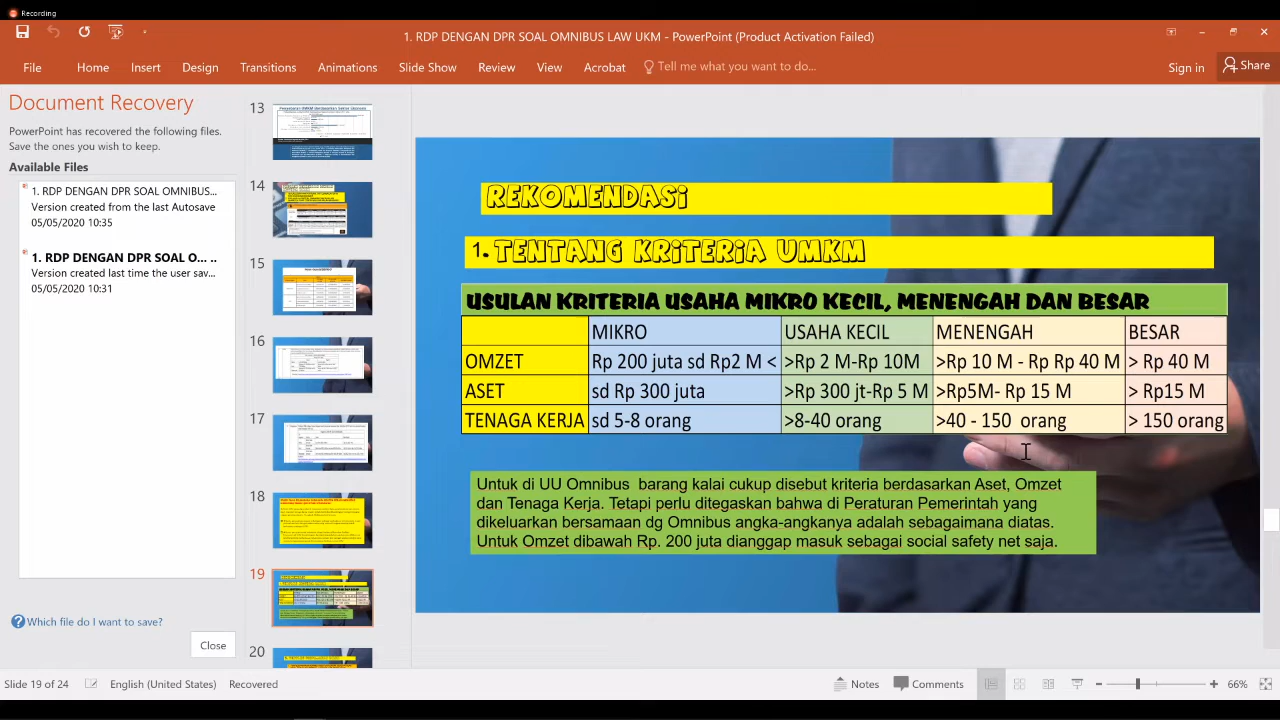 Recording
1. RDP DENGAN DPR SOAL OMNIBUS LAW UKM - PowerPoint (Product Activation Failed)
File Home Insert Design Transitions Animations Slide Show Review View Acrobat Tell me what you want to do... Sign in Share
Document Recovery
PowerPoint has recovered the following files.
Save the ones you wish to keep.
Available Files
1. RDP DENGAN DPR SOAL OMNIBUS...
Version created from the last Autosave
05/05/2020 10:35
1. RDP DENGAN DPR SOAL O... ..
Version created last time the user sav...
05/05/2020 10:31
Which file do I want to save?
Close
13
14
15
16
17
18
19
20
REKOMENDASI
1. TENTANG KRITERIA UMKM
USULAN KRITERIA USAHA MIKRO KECIL, MENENGAH DAN BESAR
MIKRO USAHA KECIL MENENGAH BESAR
OMZET Rp 200 juta sd Rp2 M< >Rp 2 M-Rp 10M >Rp 10 M –Rp Rp 40 M > Rp 40 M
ASET sd Rp 300 juta >Rp 300 jt-Rp 5 M >Rp5M- Rp 15 M > Rp15 M
TENAGA KERJA sd 5-8 orang >8-40 orang >40 - 150 orang > 150 orang
Untuk di UU Omnibus barang kalai cukup disebut kriteria berdasarkan Aset, Omzet
dan Tenaga Kerja. Tetapi perlu ditegaskan bahwa di Peraturan Pemerintah yang
dikeluarkan bersamaan dg Omnibus angka-angkanya adalah sebagaimana diatas.
Untuk Omzet dibawah Rp. 200 juta dianggap masuk sebagai social safety net saja.
Slide 19 of 24 English (United States) Recovered Notes Comments 66%